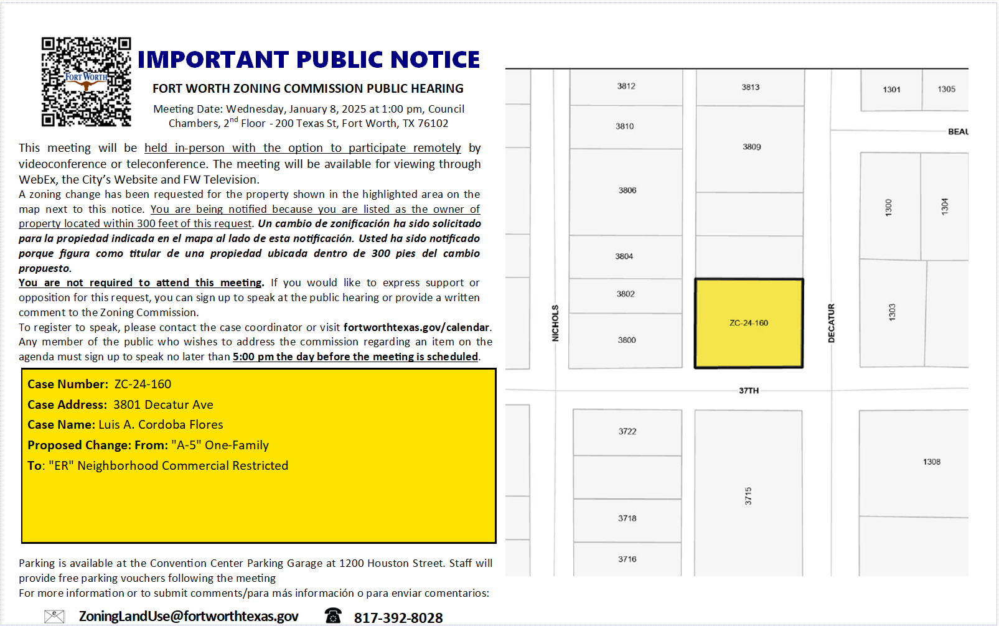 FORT WORTH
IMPORTANT PUBLIC NOTICE
FORT WORTH ZONING COMMISSION PUBLIC HEARING
Meeting Date: Wednesday, January 8, 2025 at 1:00 pm, Council
Chambers, 2nd Floor - 200 Texas St, Fort Worth, TX 76102
This meeting will be held in-person with the option to participate remotely by
videoconference or teleconference. The meeting will be available for viewing through
WebEx, the City's Website and FW Television.
A zoning change has been requested for the property shown in the highlighted area on the
map next to this notice. You are being notified because you are listed as the owner of
property located within 300 feet of this request. Un cambio de zonificación ha sido solicitado
para la propiedad indicada en el mapa al lado de esta notificación. Usted ha sido notificado
porque figura como titular de una propiedad ubicada dentro de 300 pies del cambio
propuesto.
You are not required to attend this meeting. If you would like to express support or
opposition for this request, you can sign up to speak at the public hearing or provide a written
comment to the Zoning Commission.
To register to speak, please contact the case coordinator or visit fortworthtexas.gov/calendar.
Any member of the public who wishes to address the commission regarding an item on the
agenda must sign up to speak no later than 5:00 pm the day before the meeting is scheduled.
Case Number: ZC-24-160
Case Address: 3801 Decatur Ave
Case Name: Luis A. Cordoba Flores
Proposed Change: From: "A-5" One-Family
To: "ER" Neighborhood Commercial Restricted
Parking is available at the Convention Center Parking Garage at 1200 Houston Street. Staff will
provide free parking vouchers following the meeting
For more information or to submit comments/para más información o para enviar comentarios:
ZoningLandUse@fortworthtexas.gov
817-392-8028
3812
3813
1301
1305
3810
BEAU
3809
3806
1300
1304
3804
3802
NICHOLS
ZC-24-160
DECATUR
1303
3800
37TH
3722
1308
3715
3718
3716